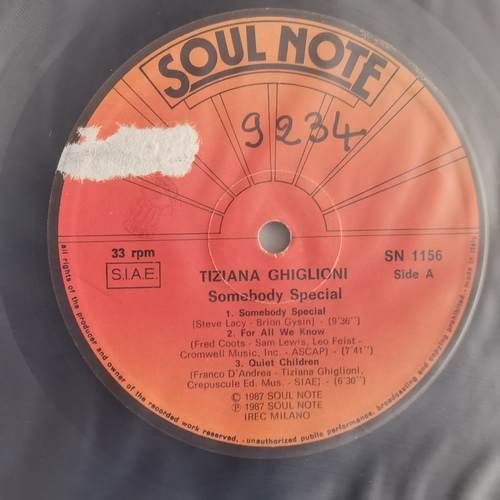 SOUL NOTE
9234
33 rpm
S.I.A.E.
SN 1156
Side A
TIZIANA GHIGLIONI
Somebody Special
1. Somebody Special
(Steve Lacy - Brion Gysin) - (9'36'')
2. For All We Know
(Fred Coots - Sam Lewis, Leo Feist -
Cromwell Music, Inc. - ASCAP) - (7'41'')
3. Quiet Children
(Franco D'Andrea - Tiziana Ghiglioni,
Crepuscule Ed. Mus. - SIAE) - (6'30'')
© 1987 SOUL NOTE
℗ 1987 SOUL NOTE
IREC MILANO
all rights of the producer and owner of the recorded work reserved. - unauthorized public performance, broadcasting and copying prohibited. made in Italy